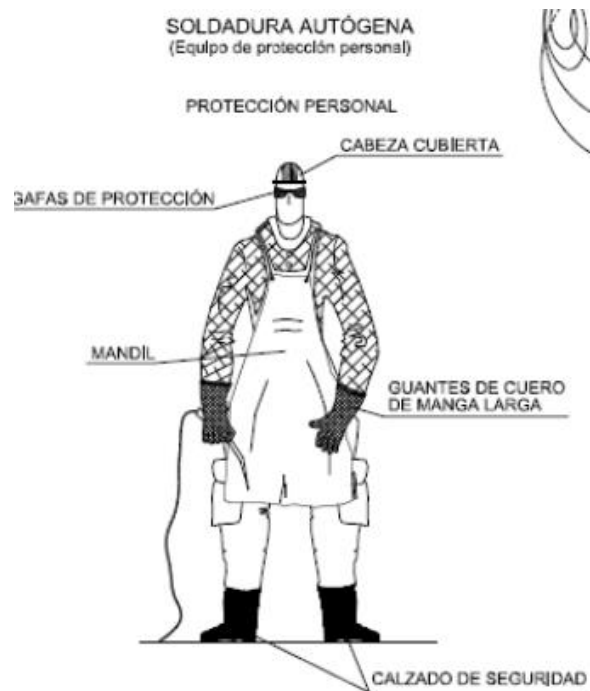 SOLDADURA AUTÓGENA
(Equipo de protección personal)
PROTECCIÓN PERSONAL
CABEZA CUBIERTA
GAFAS DE PROTECCIÓN
MANDIL
GUANTES DE CUERO
DE MANGA LARGA
CALZADO DE SEGURIDAD